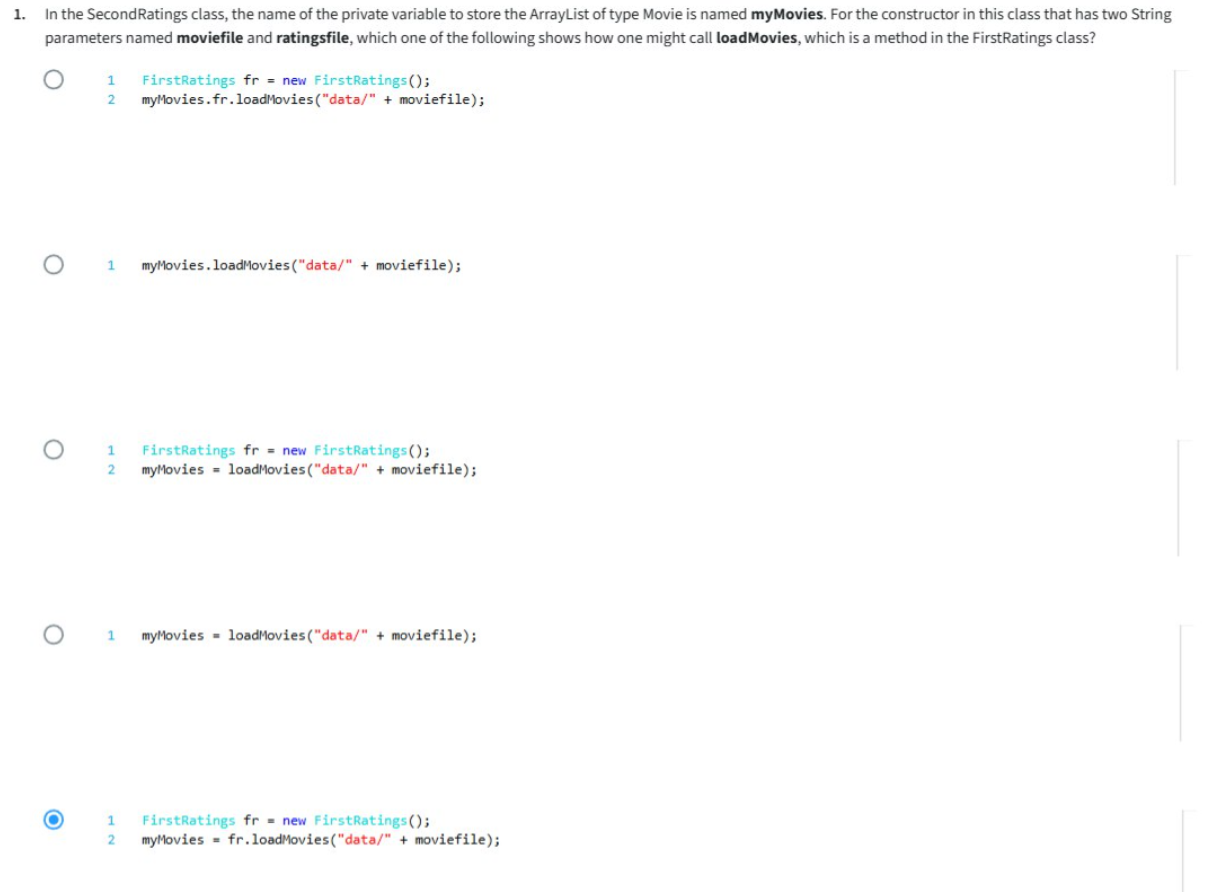 1. In the SecondRatings class, the name of the private variable to store the ArrayList of type Movie is named myMovies. For the constructor in this class that has two String
parameters named moviefile and ratingsfile, which one of the following shows how one might call loadMovies, which is a method in the FirstRatings class?
1 FirstRatings fr = new FirstRatings();
2 myMovies.fr.loadMovies("data/" + moviefile);
1 myMovies.loadMovies("data/" + moviefile);
1 FirstRatings fr = new FirstRatings();
2 myMovies = loadMovies("data/" + moviefile);
1 myMovies = loadMovies("data/" + moviefile);
1 FirstRatings fr = new FirstRatings();
2 myMovies = fr.loadMovies("data/" + moviefile);